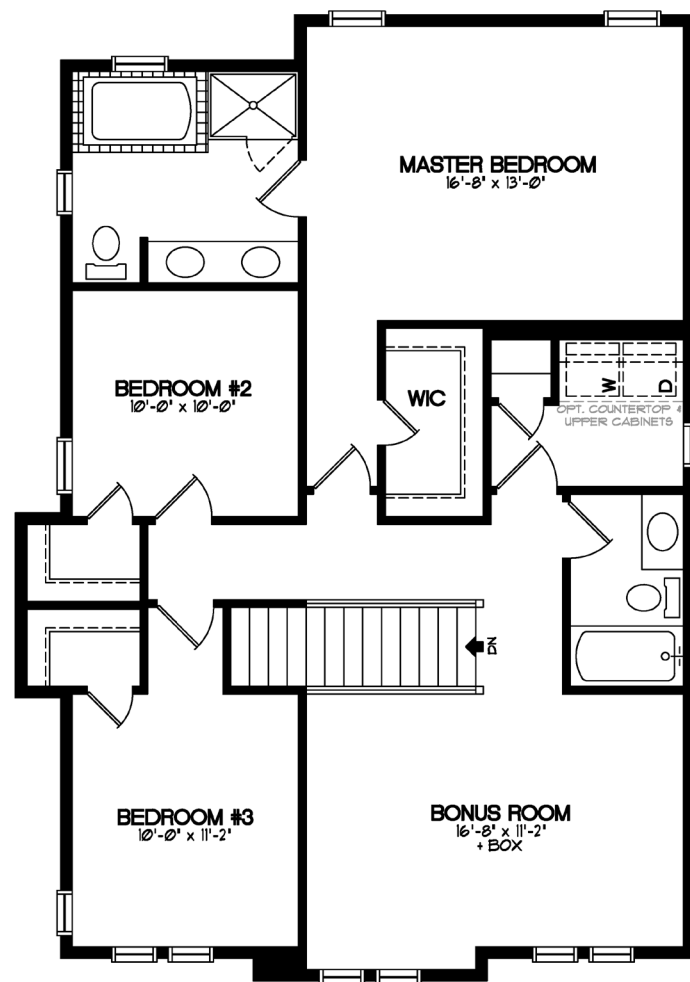 MASTER BEDROOM
16'-8" x 13'-0"
BEDROOM #2
10'-0" x 10'-0"
WIC
W
D
OPT. COUNTERTOP &
UPPER CABINETS
DN
BEDROOM #3
10'-0" x 11'-2"
BONUS ROOM
16'-8" x 11'-2"
+ BOX